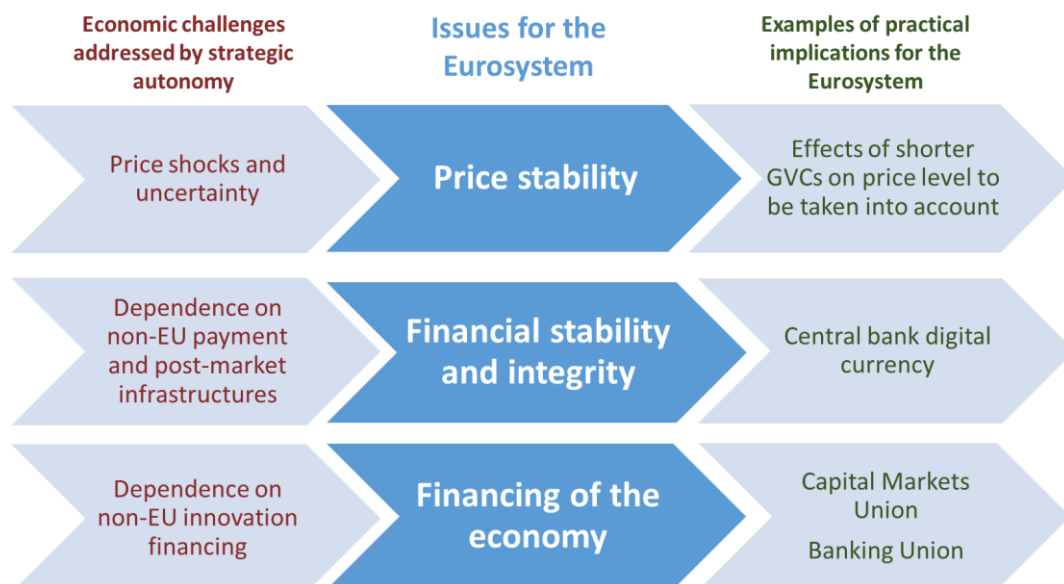 Economic challenges
addressed by strategic
autonomy
Issues for the
Eurosystem
Examples of practical
implications for the
Eurosystem
Price shocks and
uncertainty
Price stability
Effects of shorter
GVCs on price level to
be taken into account
Dependence on
non-EU payment
and post-market
infrastructures
Financial stability
and integrity
Central bank digital
currency
Dependence on
non-EU innovation
financing
Financing of the
economy
Capital Markets
Union
Banking Union